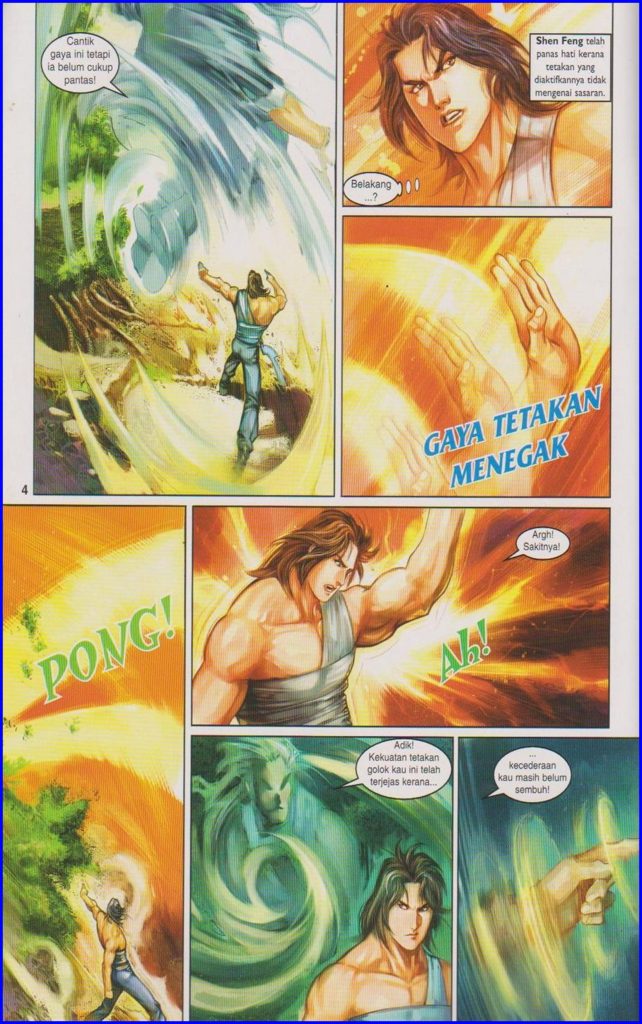 Cantik
gaya ini tetapi
ia belum cukup
pantas!
Shen Feng telah
panas hati kerana
tetakan yang
diaktifkannya tidak
mengenai sasaran.
Belakang
...?
GAYA TETAKAN
MENEGAK
4
PONG!
Argh!
Sakitnya!
Ah!
Adik!
Kekuatan tetakan
golok kau ini telah
terjejas kerana...
...
kecederaan
kau masih belum
sembuh!